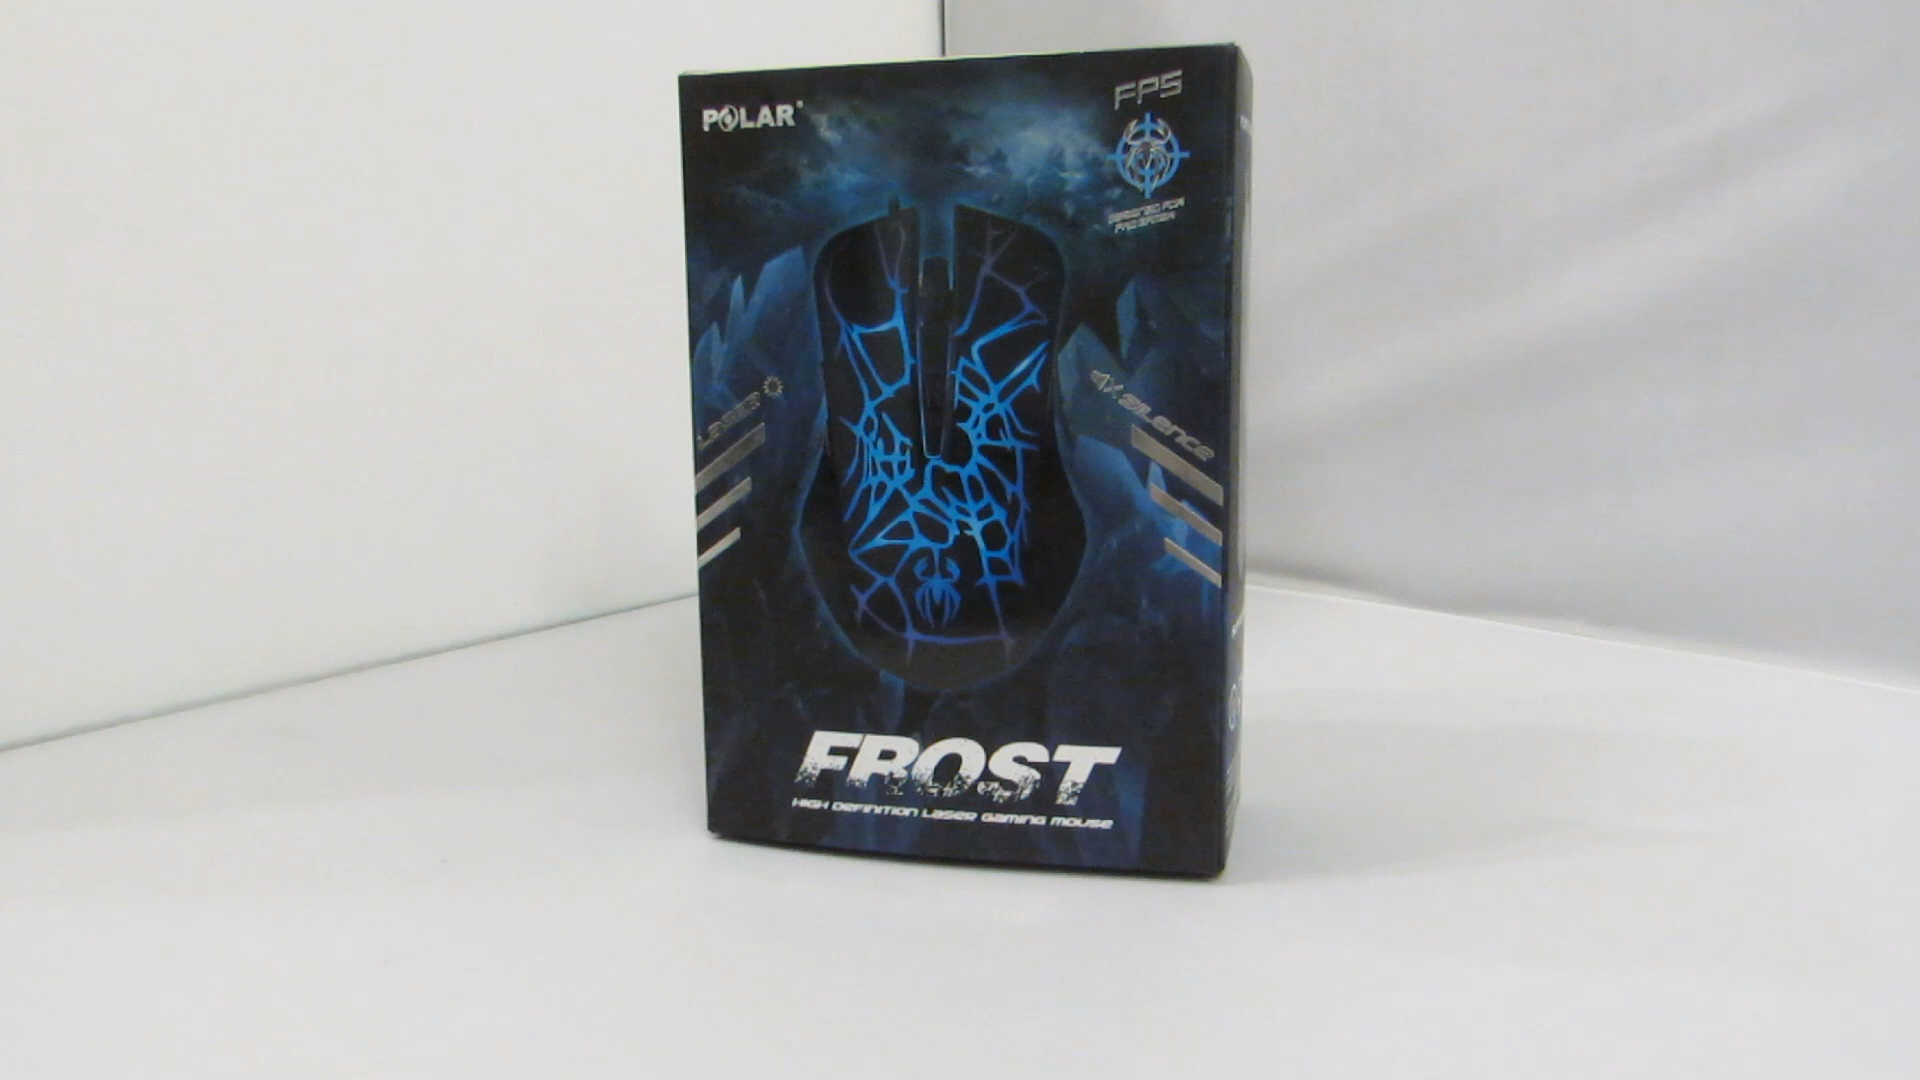 POLAR
FPS
DESIGNED FOR
PRO GAMER
LASER
SILENCE
FROST
HIGH DEFINITION LASER GAMING MOUSE